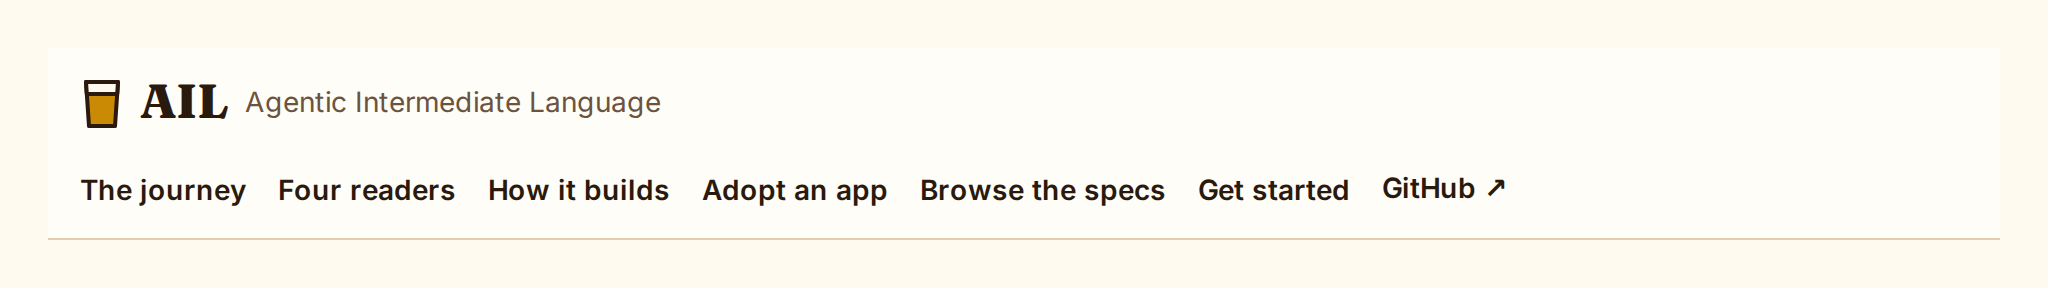 AIL Agentic Intermediate Language
The journey Four readers How it builds Adopt an app Browse the specs Get started GitHub ↗